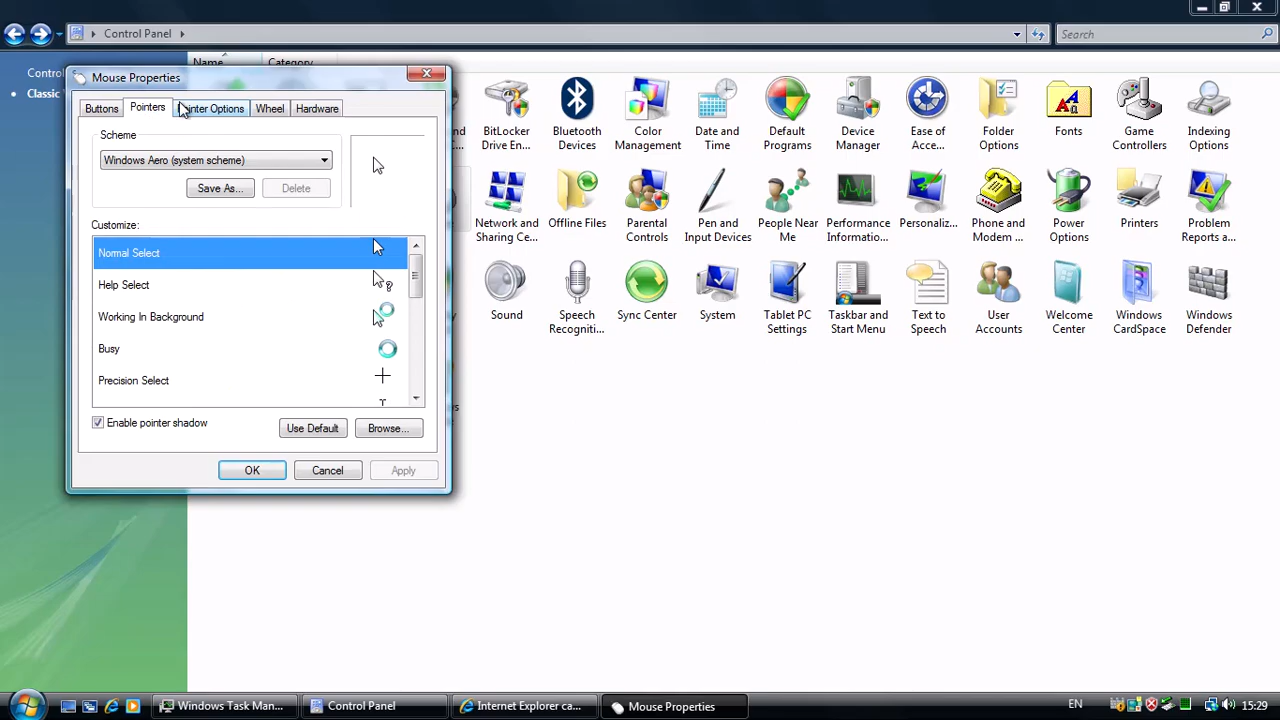 Control Panel
Search
Name
Category
Contro
Classic
Mouse Properties
Buttons
Pointers
inter Options
Wheel
Hardware
Scheme
Windows Aero (system scheme)
Save As...
Delete
Customize:
Normal Select
Help Select
Working In Background
Busy
Precision Select
Enable pointer shadow
Use Default
Browse...
OK
Cancel
Apply
BitLocker
Drive En...
Bluetooth
Devices
Color
Management
Date and
Time
Default
Programs
Device
Manager
Ease of
Acce...
Folder
Options
Fonts
Game
Controllers
Indexing
Options
Network and
Sharing Ce...
Offline Files
Parental
Controls
Pen and
Input Devices
People Near
Me
Performance
Informatio...
Personaliz...
Phone and
Modem ...
Power
Options
Printers
Problem
Reports a...
Sound
Speech
Recogniti...
Sync Center
System
Tablet PC
Settings
Taskbar and
Start Menu
Text to
Speech
User
Accounts
Welcome
Center
Windows
CardSpace
Windows
Defender
Windows Task Man...
Control Panel
Internet Explorer ca...
Mouse Properties
EN
15:29